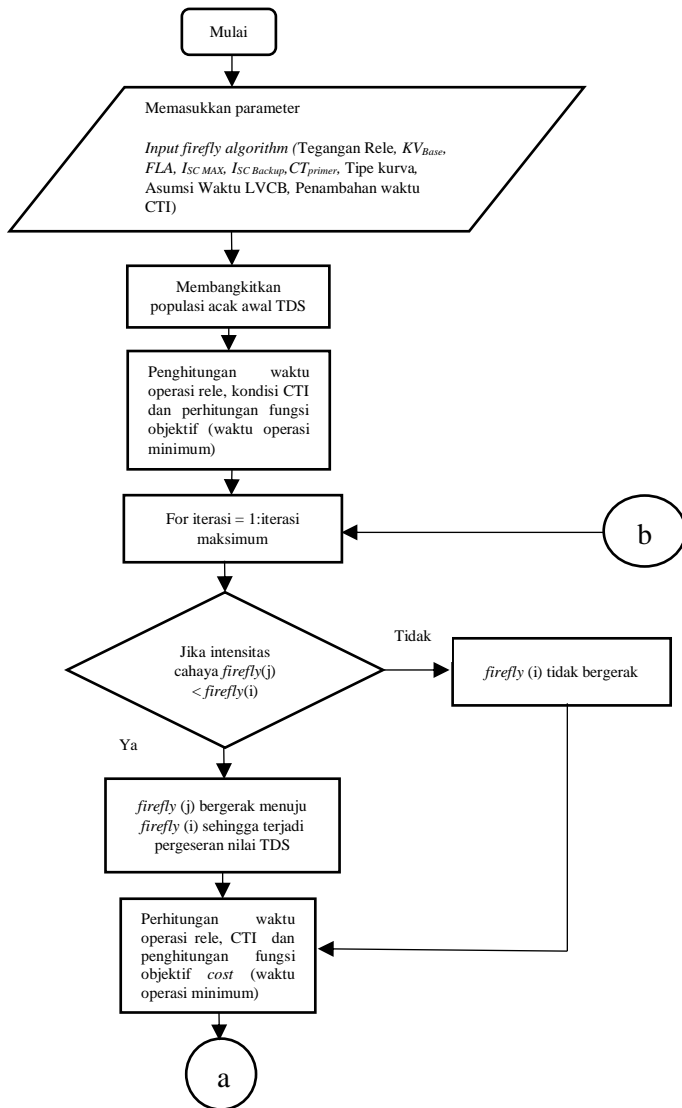 Mulai
Memasukkan parameter
Input firefly algorithm (Tegangan Rele, KVBase,
FLA, ISC MAX, ISC Backup,CTprimer, Tipe kurva,
Asumsi Waktu LVCB, Penambahan waktu
CTI)
Membangkitkan
populasi acak awal TDS
Penghitungan waktu
operasi rele, kondisi CTI
dan perhitungan fungsi
objektif (waktu operasi
minimum)
For iterasi = 1:iterasi
maksimum
b
Jika intensitas
cahaya firefly(j)
< firefly(i)
Tidak
firefly (i) tidak bergerak
Ya
firefly (j) bergerak menuju
firefly (i) sehingga terjadi
pergeseran nilai TDS
Perhitungan waktu
operasi rele, CTI dan
penghitungan fungsi
objektif cost (waktu
operasi minimum)
a